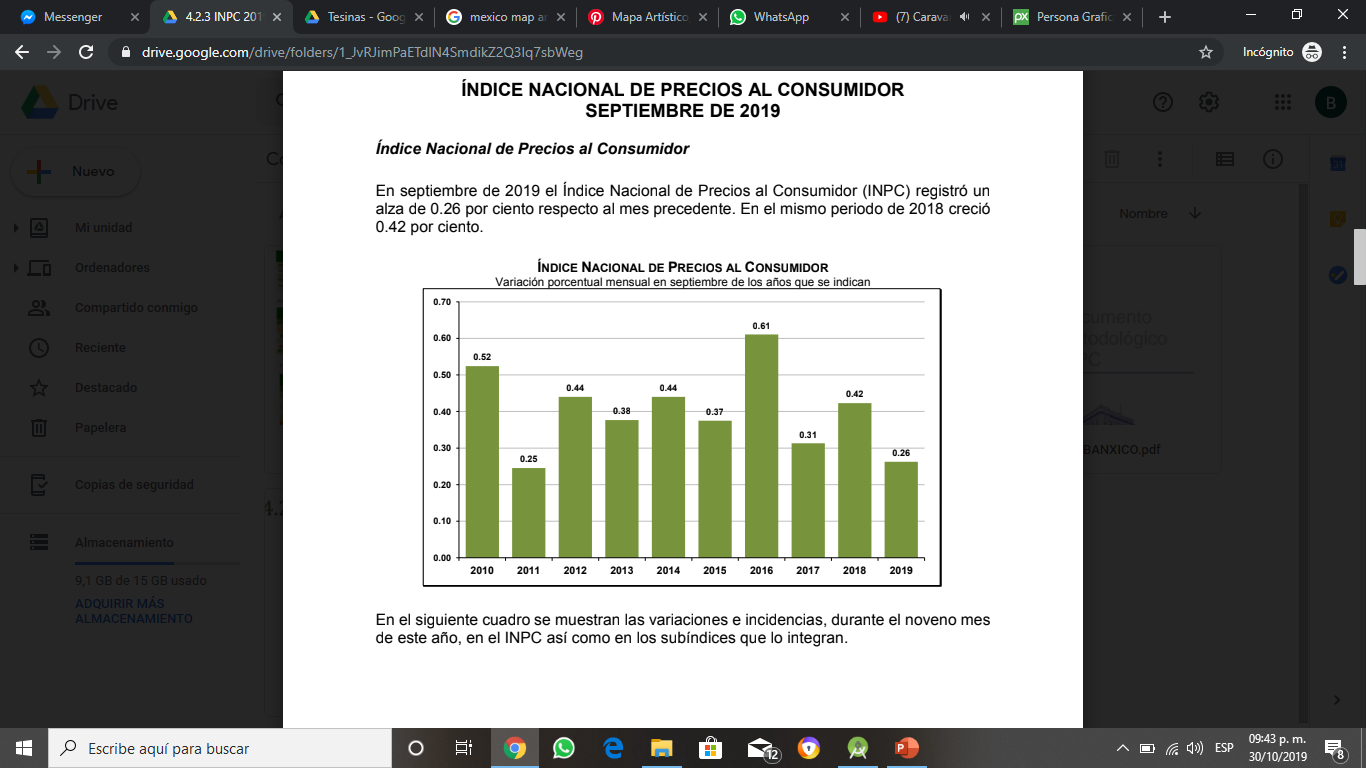 Messenger
4.2.3 INPC 201
Tesinas - Goog
mexico map ar
Mapa Artístico
WhatsApp
(7) Carava
Persona Grafic
drive.google.com/drive/folders/1_JvRJimPaETdlN4SmdikZ2Q3Iq7sbWeg
Incógnito
Drive
B
Nuevo
Mi unidad
Ordenadores
Compartido conmigo
Reciente
Destacado
Papelera
Copias de seguridad
Almacenamiento
9,1 GB de 15 GB usado
ADQUIRIR MÁS
ALMACENAMIENTO
Nombre
BANXICO.pdf
ÍNDICE NACIONAL DE PRECIOS AL CONSUMIDOR
SEPTIEMBRE DE 2019
Índice Nacional de Precios al Consumidor
En septiembre de 2019 el Índice Nacional de Precios al Consumidor (INPC) registró un
alza de 0.26 por ciento respecto al mes precedente. En el mismo periodo de 2018 creció
0.42 por ciento.
ÍNDICE NACIONAL DE PRECIOS AL CONSUMIDOR
Variación porcentual mensual en septiembre de los años que se indican
0.70
0.60
0.50
0.40
0.30
0.20
0.10
0.00
0.52
0.25
0.44
0.38
0.44
0.37
0.61
0.31
0.42
0.26
2010 2011 2012 2013 2014 2015 2016 2017 2018 2019
En el siguiente cuadro se muestran las variaciones e incidencias, durante el noveno mes
de este año, en el INPC así como en los subíndices que lo integran.
Escribe aquí para buscar
12
ESP
09:43 p. m.
30/10/2019
8